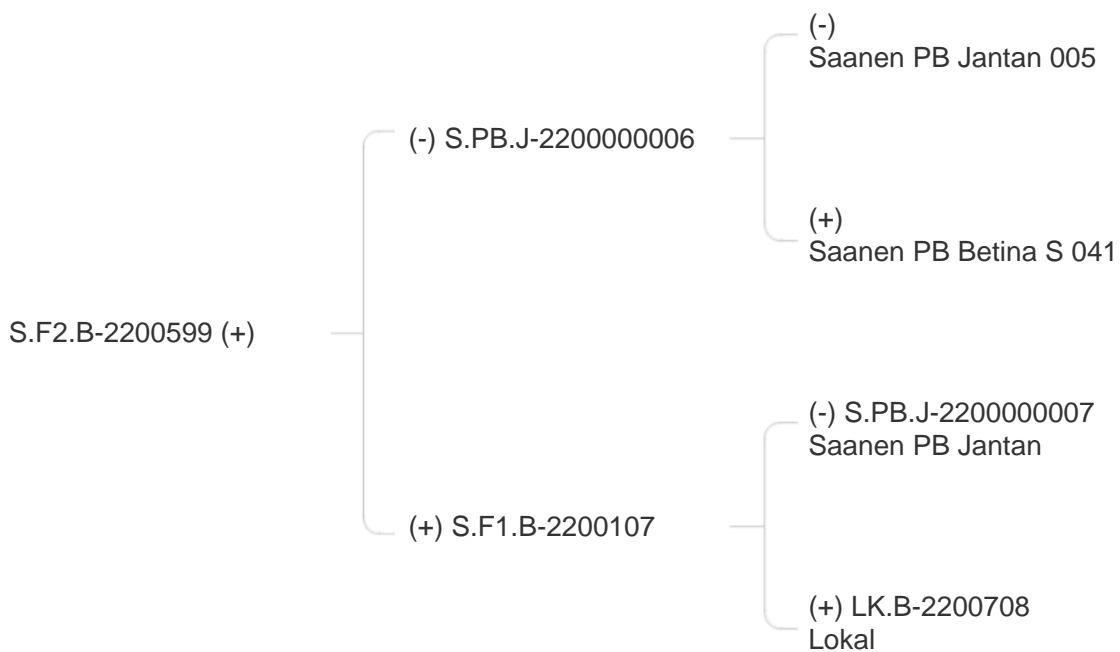 (-)
Saanen PB Jantan 005
(-) S.PB.J-2200000006
(+)
Saanen PB Betina S 041
S.F2.B-2200599 (+)
(-) S.PB.J-2200000007
Saanen PB Jantan
(+) S.F1.B-2200107
(+) LK.B-2200708
Lokal